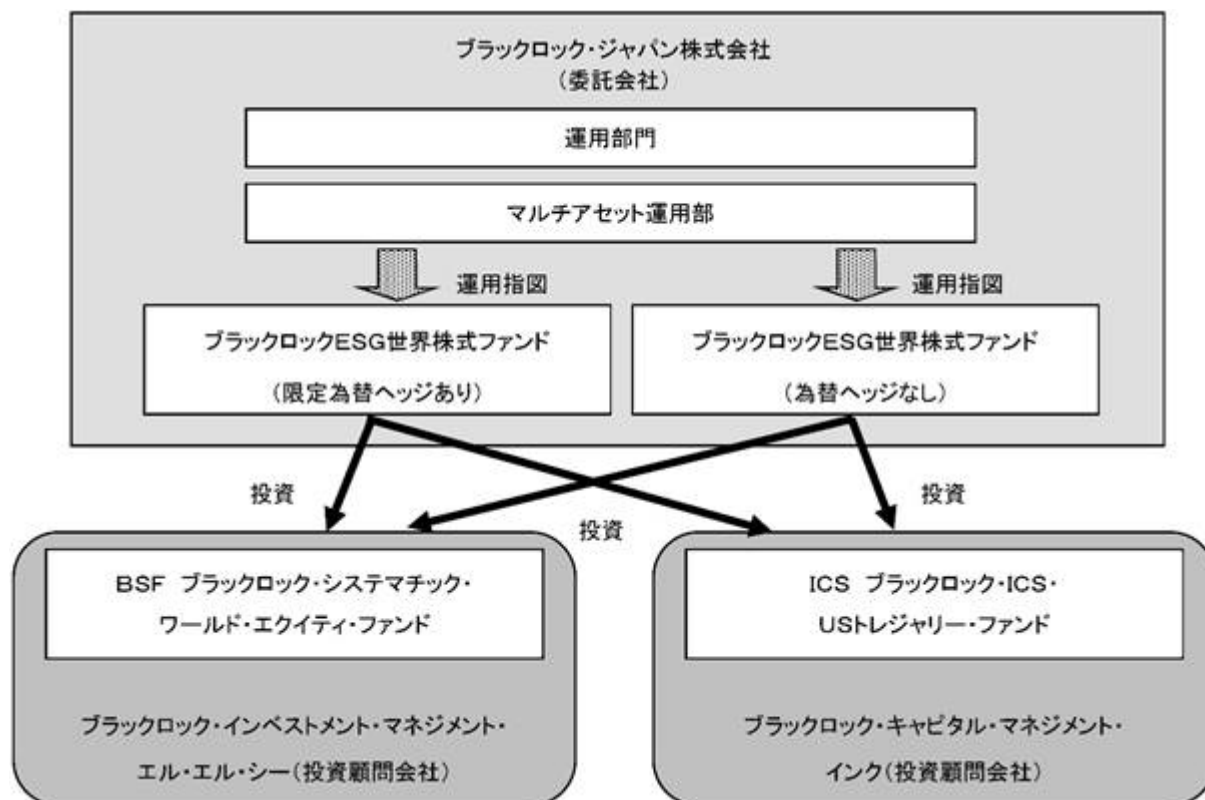 ブラックロック・ジャパン株式会社
（委託会社）
運用部門
マルチアセット運用部
運用指図
運用指図
ブラックロックＥＳＧ世界株式ファンド
（限定為替ヘッジあり）
ブラックロックＥＳＧ世界株式ファンド
（為替ヘッジなし）
投資
投資
投資
ＢＳＦ ブラックロック・システマチック・
ワールド・エクイティ・ファンド
ブラックロック・インベストメント・マネジメント・
エル・エル・シー（投資顧問会社）
ＩＣＳ ブラックロック・ＩＣＳ・
ＵＳトレジャリー・ファンド
ブラックロック・キャピタル・マネジメント・
インク（投資顧問会社）